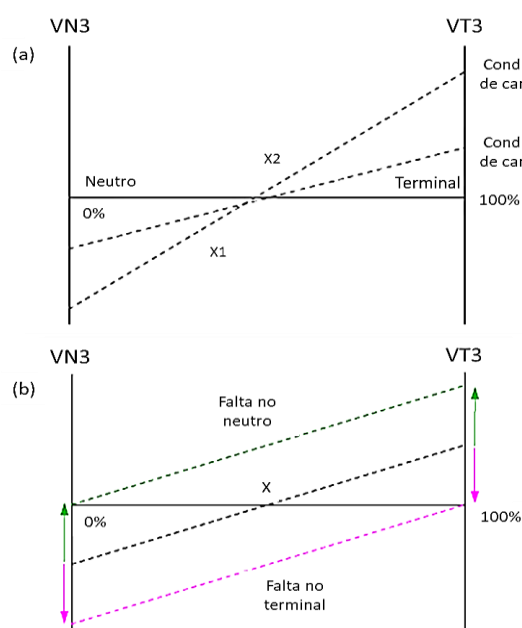 VN3 VT3
(a)
Cond
de car
X2
Cond
de car
Neutro Terminal
0% 100%
X1
VN3 VT3
(b)
Falta no
neutro
X
0% 100%
Falta no
terminal